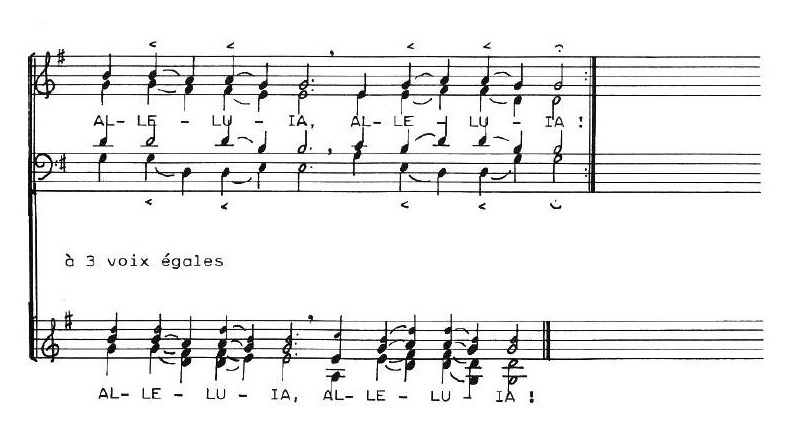 AL- LE - LU - IA, AL- LE - LU - IA !
à 3 voix égales
AL- LE - LU - IA, AL- LE - LU - IA !